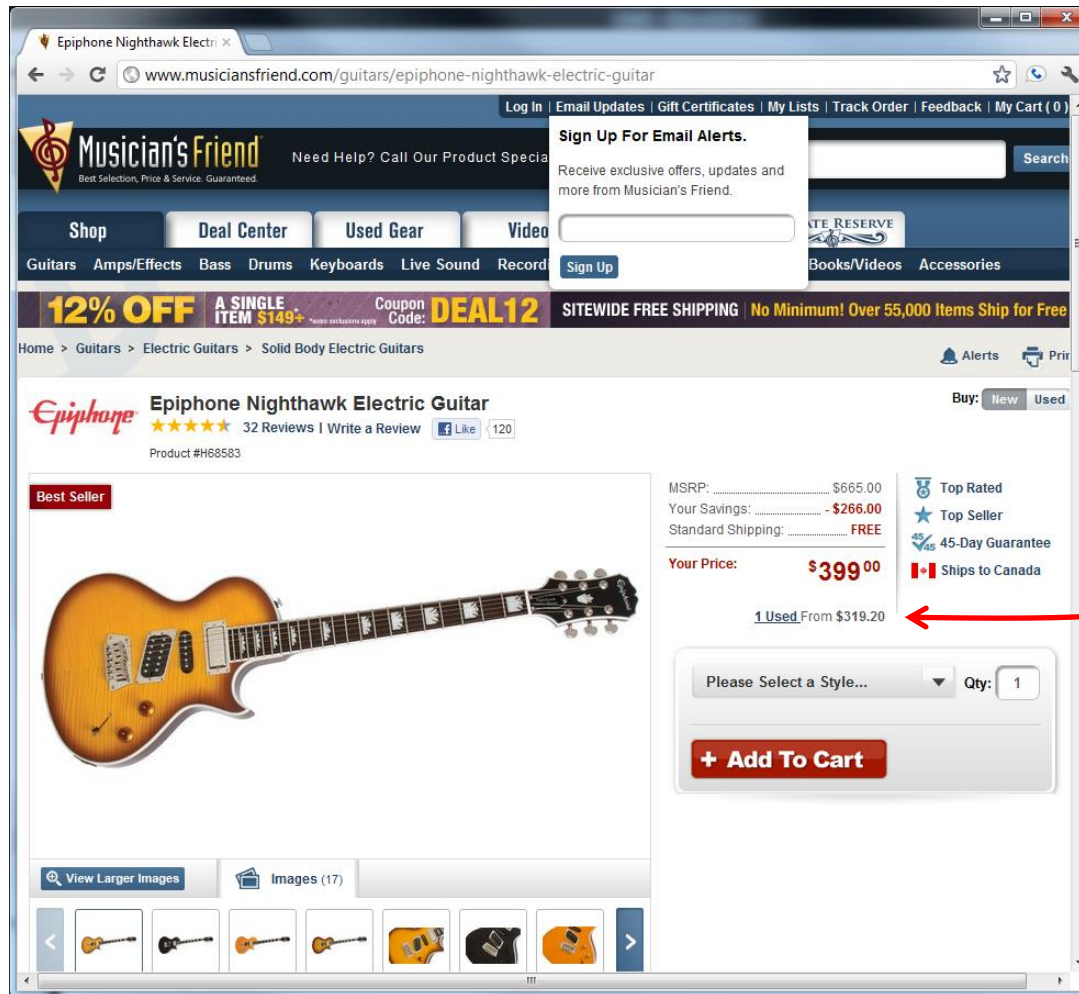 Epiphone Nighthawk Electri
www.musiciansfriend.com/guitars/epiphone-nighthawk-electric-guitar
Log In | Email Updates | Gift Certificates | My Lists | Track Order | Feedback | My Cart ( 0 )
Musician's Friend
Best Selection, Price & Service. Guaranteed.
Need Help? Call Our Product Specia
Search
Sign Up For Email Alerts.
Receive exclusive offers, updates and
more from Musician's Friend.
Sign Up
Shop Deal Center Used Gear Video
TE RESERVE
Guitars Amps/Effects Bass Drums Keyboards Live Sound Recordi Books/Videos Accessories
12% OFF A SINGLE ITEM $149+ *some exclusions apply Coupon Code: DEAL12 SITEWIDE FREE SHIPPING | No Minimum! Over 55,000 Items Ship for Free
Home > Guitars > Electric Guitars > Solid Body Electric Guitars
Alerts Prin
Epiphone
Epiphone Nighthawk Electric Guitar
32 Reviews | Write a Review Like 120
Product #H68583
Buy: New Used
Best Seller
MSRP: $665.00
Your Savings: - $266.00
Standard Shipping: FREE
Your Price: $399.00
1 Used From $319.20
Top Rated
Top Seller
45/45 45-Day Guarantee
Ships to Canada
Please Select a Style... Qty: 1
+ Add To Cart
Epiphone
View Larger Images Images (17)